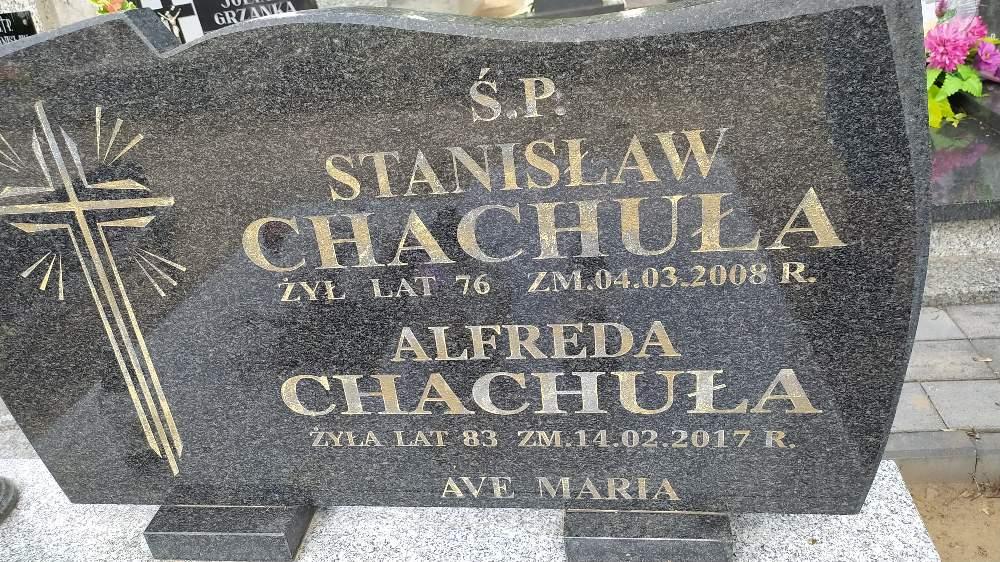 GRZANKA
Ś.P.
STANISŁAW
CHACHUŁA
ŻYŁ LAT 76 ZM.04.03.2008 R.
ALFREDA
CHACHUŁA
ŻYŁA LAT 83 ZM.14.02.2017 R.
AVE MARIA